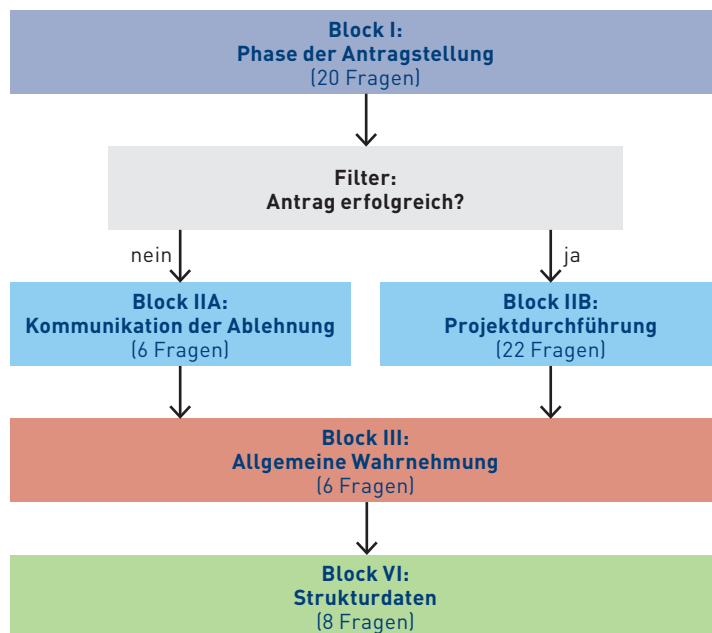 Block I:
Phase der Antragstellung
(20 Fragen)
Filter:
Antrag erfolgreich?
nein
ja
Block IIA:
Kommunikation der Ablehnung
(6 Fragen)
Block IIB:
Projektdurchführung
(22 Fragen)
Block III:
Allgemeine Wahrnehmung
(6 Fragen)
Block VI:
Strukturdaten
(8 Fragen)